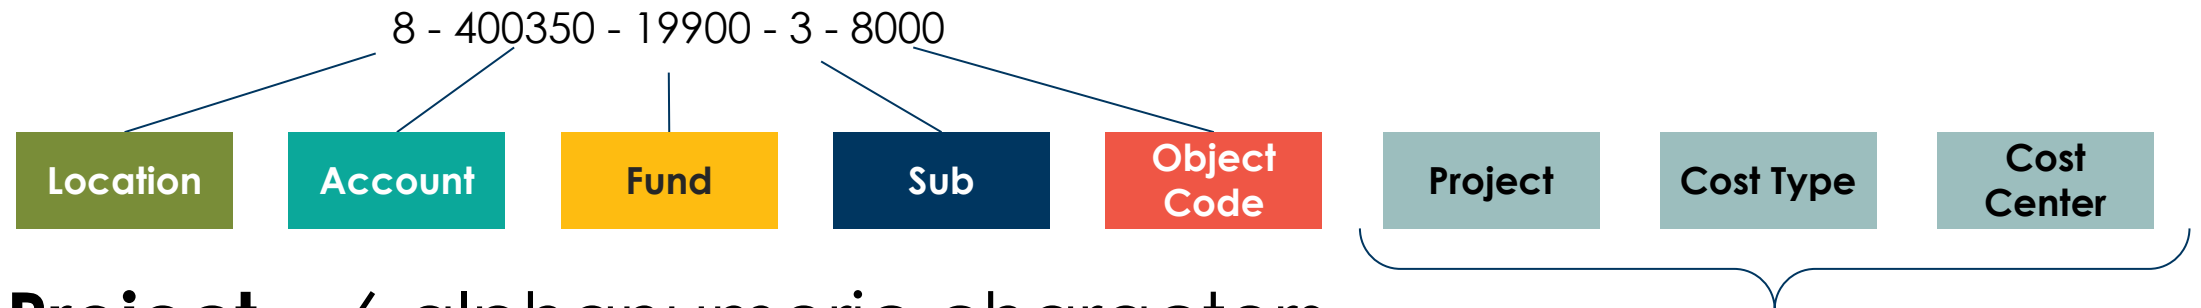 8 - 400350 - 19900 - 3 - 8000
Location Account Fund Sub Object Code Project Cost Type Cost Center